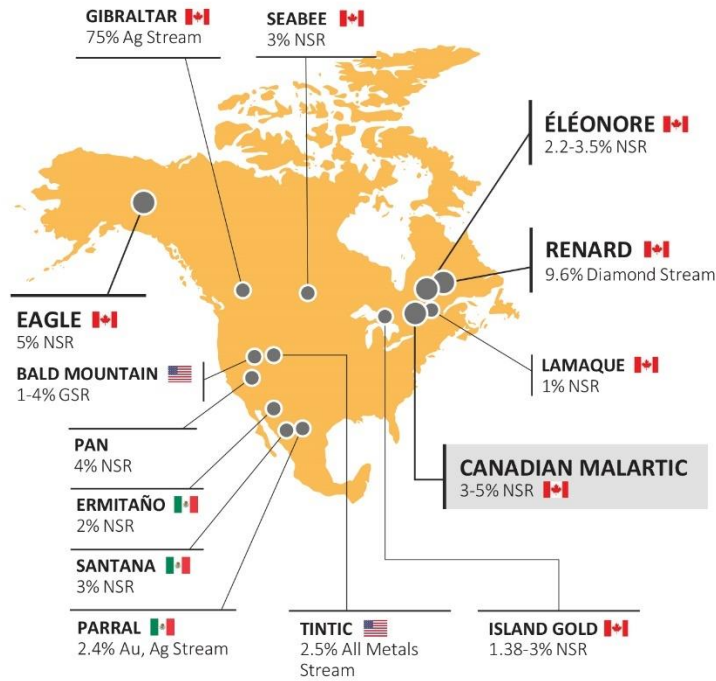 GIBRALTAR
75% Ag Stream
SEABEE
3% NSR
ÉLÉONORE
2.2-3.5% NSR
RENARD
9.6% Diamond Stream
EAGLE
5% NSR
LAMAQUE
1% NSR
BALD MOUNTAIN
1-4% GSR
PAN
4% NSR
CANADIAN MALARTIC
3-5% NSR
ERMITAÑO
2% NSR
SANTANA
3% NSR
PARRAL
2.4% Au, Ag Stream
TINTIC
2.5% All Metals
Stream
ISLAND GOLD
1.38-3% NSR